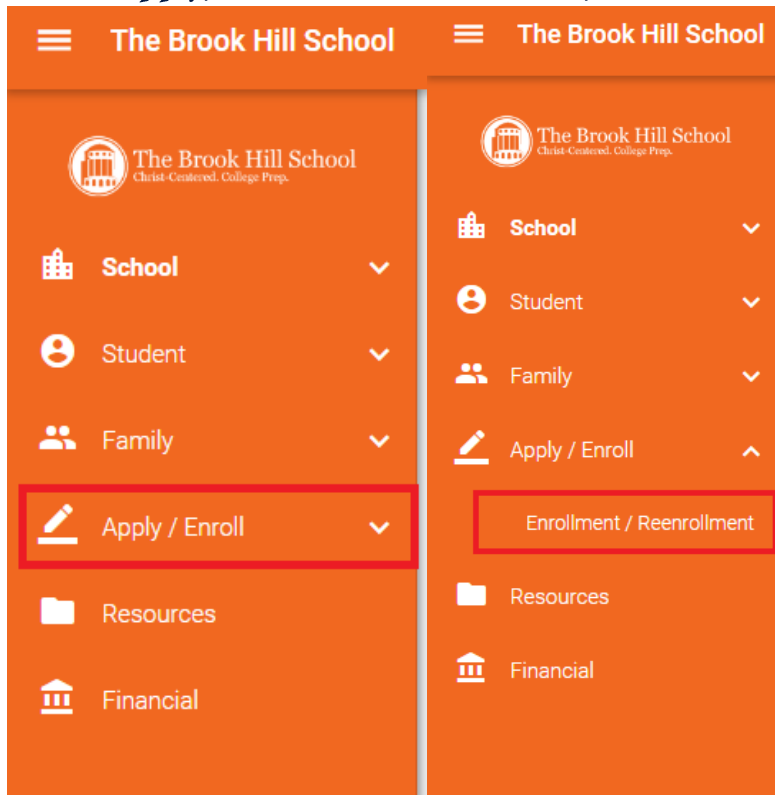 The Brook Hill School
The Brook Hill School
Christ-Centered. College Prep.
School
Student
Family
Apply / Enroll
Resources
Financial
The Brook Hill School
The Brook Hill School
Christ-Centered. College Prep.
School
Student
Family
Apply / Enroll
Enrollment / Reenrollment
Resources
Financial